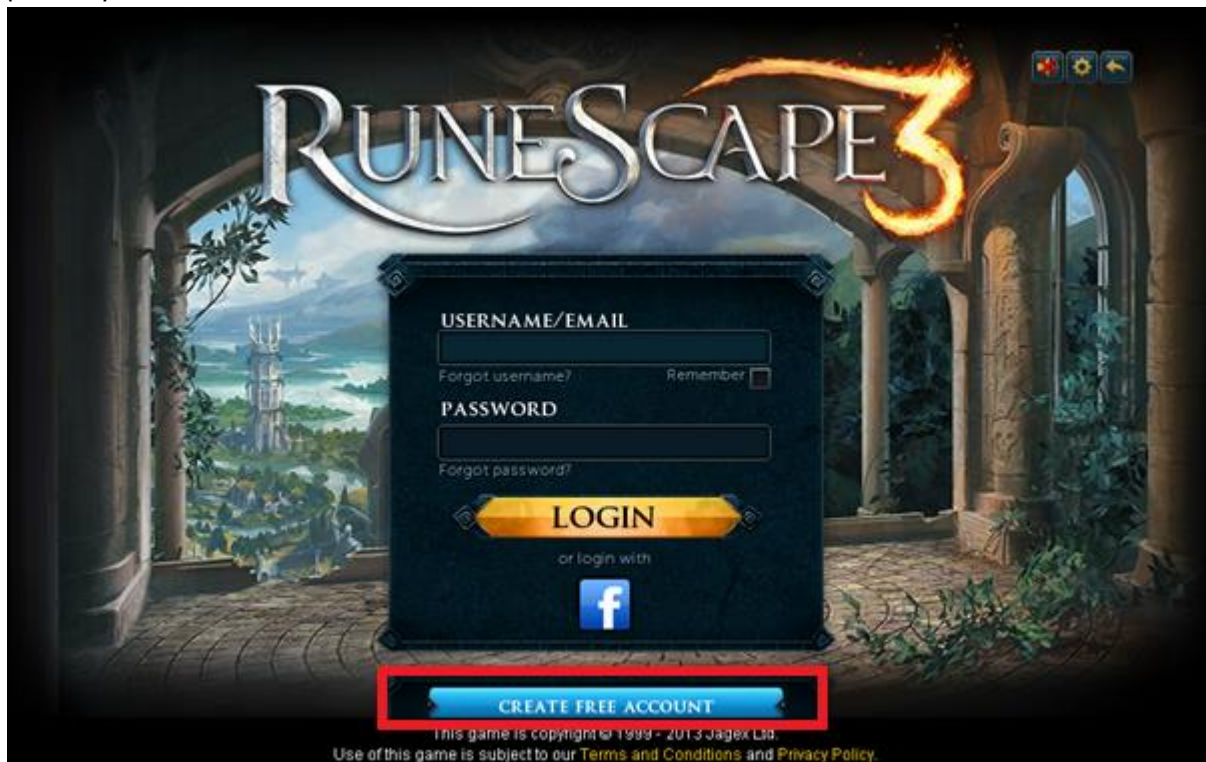 RUNESCAPE 3
USERNAME/EMAIL
Forgot username? Remember
PASSWORD
Forgot password?
LOGIN
or login with
f
CREATE FREE ACCOUNT
This game is copyright © 1999 - 2013 Jagex Ltd.
Use of this game is subject to our Terms and Conditions and Privacy Policy.